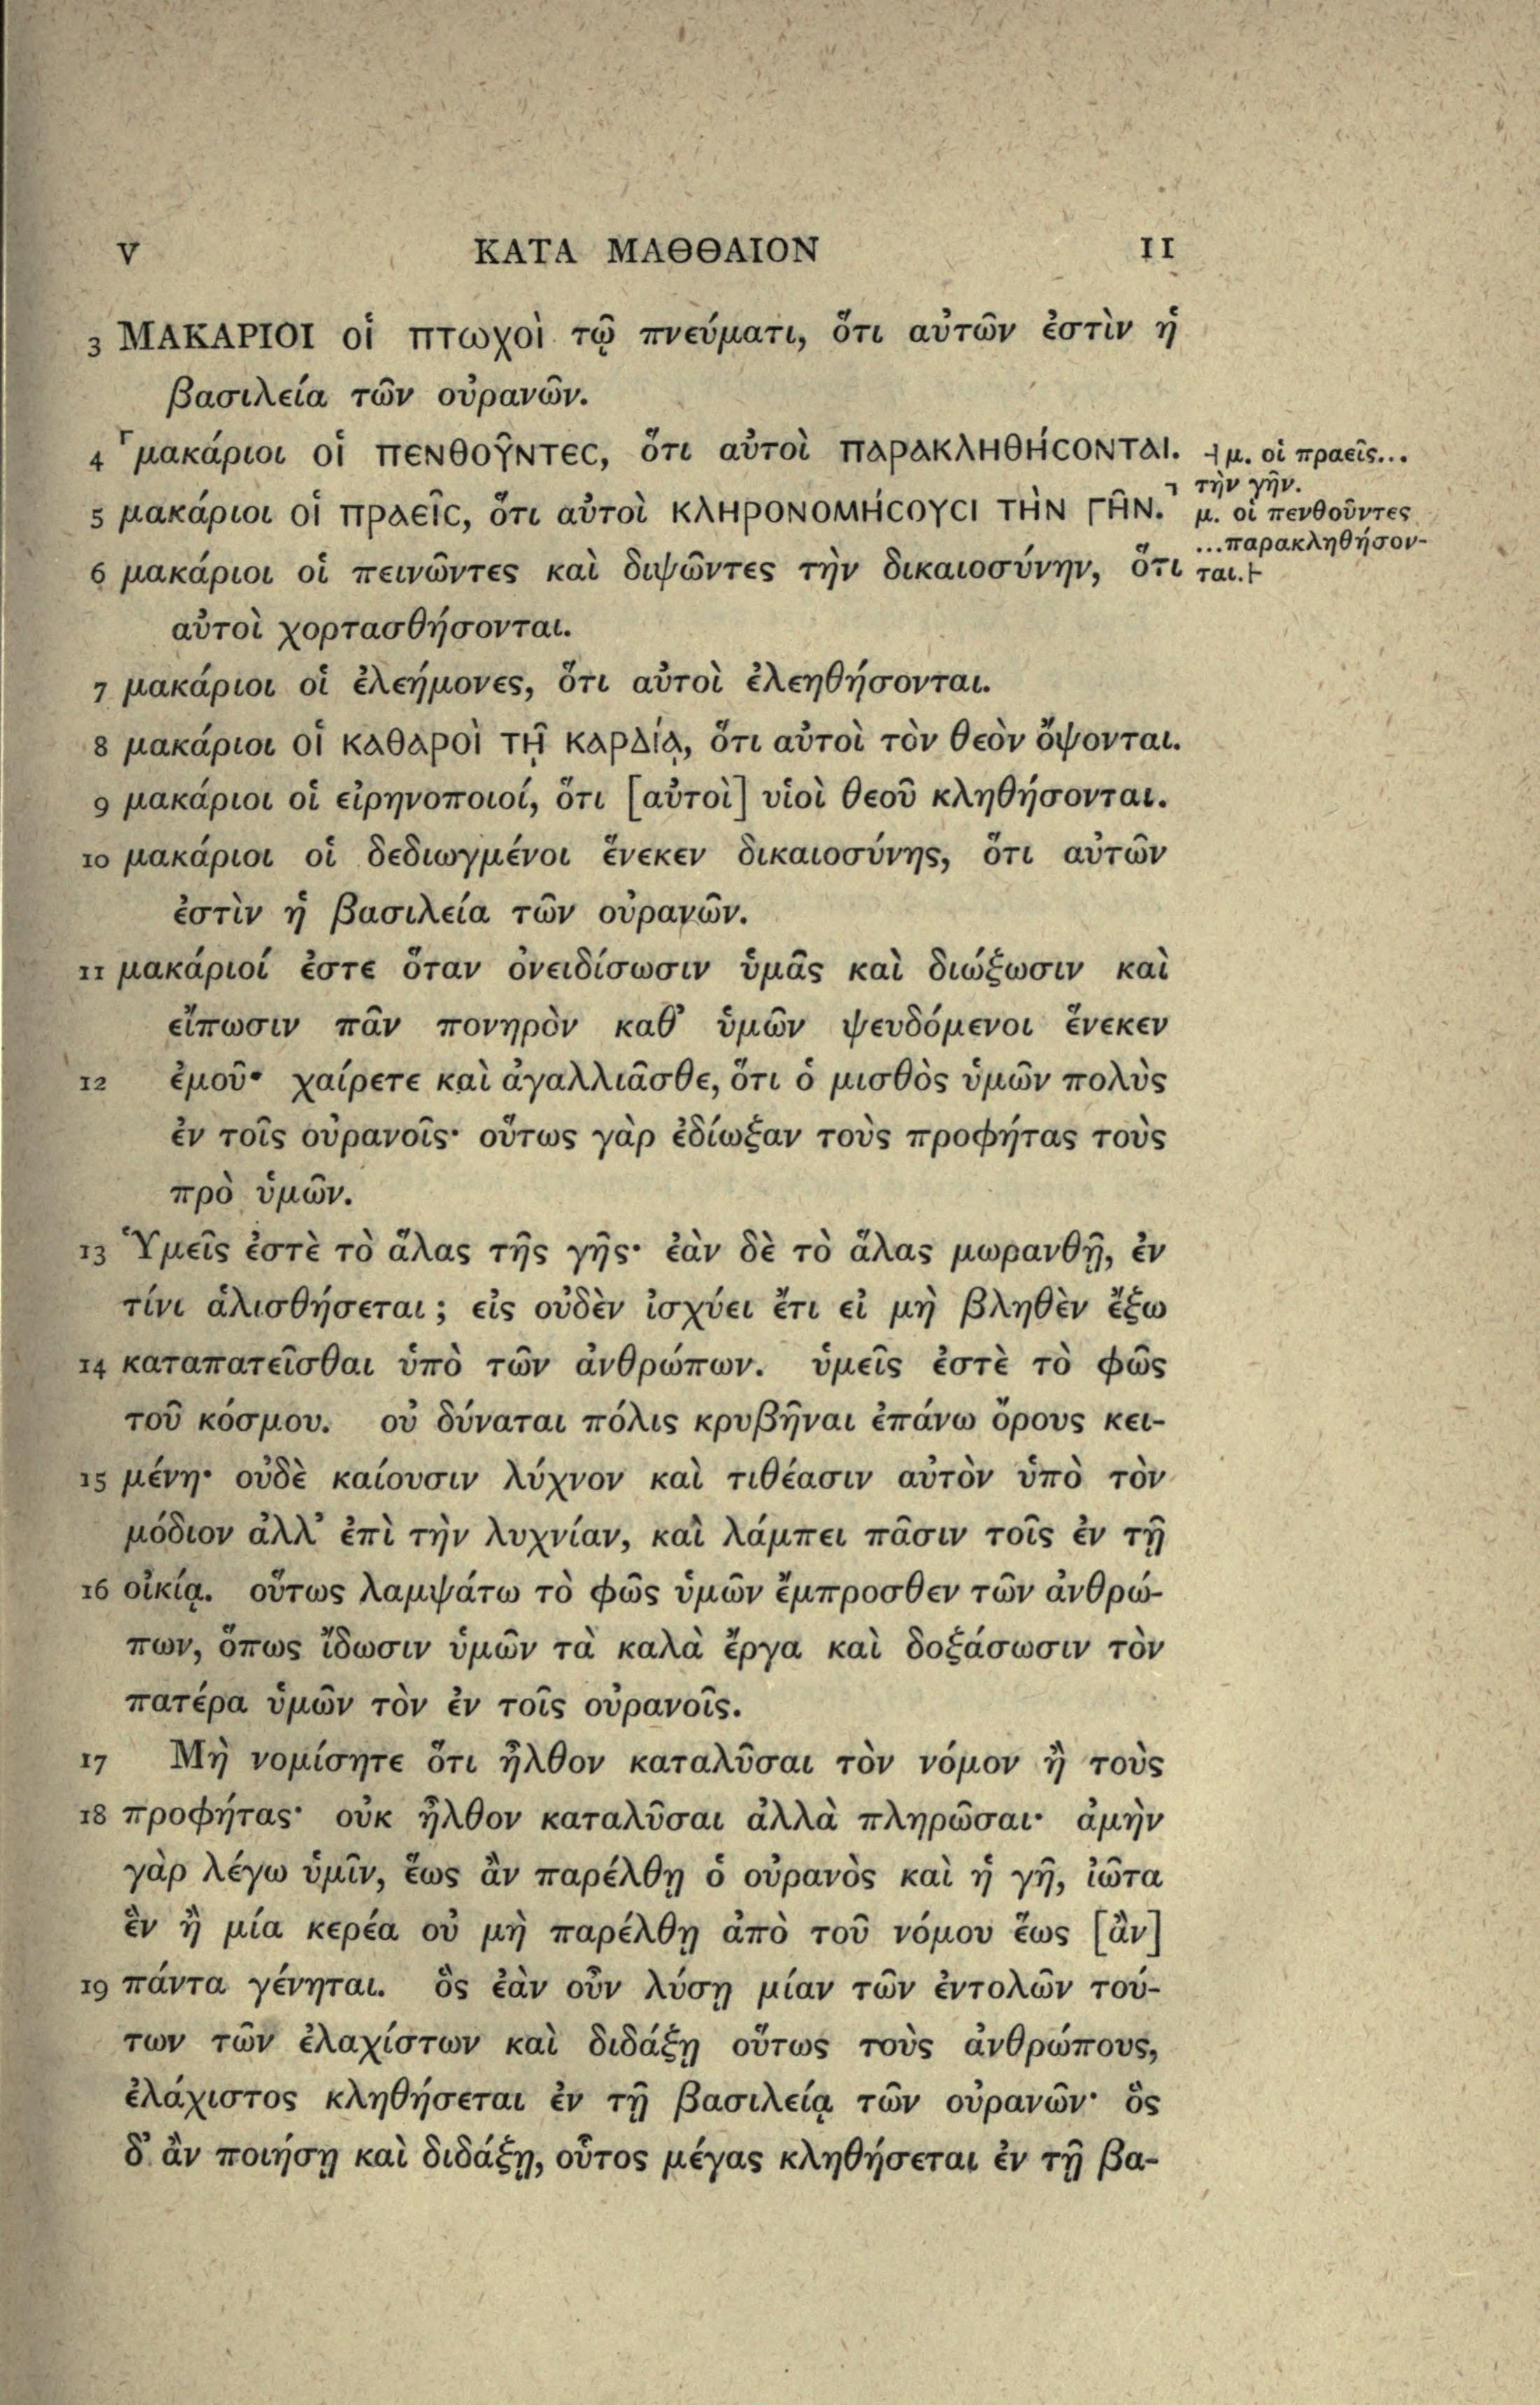 V ΚΑΤΑ ΜΑΘΘΑΙΟΝ 11
3 ΜΑΚΑΡΙΟΙ οἱ πτωχοὶ τῷ πνεύματι, ὅτι αὐτῶν ἐστὶν ἡ
βασιλεία τῶν οὐρανῶν.
4 ⌜μακάριοι οἱ πενθοῦντες, ὅτι αὐτοὶ παρακληθήσονται.
5 μακάριοι οἱ πραεῖς, ὅτι αὐτοὶ κληρονομήσουσι τὴν γῆν.⌝
6 μακάριοι οἱ πεινῶντες καὶ διψῶντες τὴν δικαιοσύνην, ὅτι
αὐτοὶ χορτασθήσονται.
7 μακάριοι οἱ ἐλεήμονες, ὅτι αὐτοὶ ἐλεηθήσονται.
8 μακάριοι οἱ καθαροὶ τῇ καρδίᾳ, ὅτι αὐτοὶ τὸν θεὸν ὄψονται.
9 μακάριοι οἱ εἰρηνοποιοί, ὅτι [αὐτοὶ] υἱοὶ θεοῦ κληθήσονται.
10 μακάριοι οἱ δεδιωγμένοι ἕνεκεν δικαιοσύνης, ὅτι αὐτῶν
ἐστὶν ἡ βασιλεία τῶν οὐρανῶν.
11 μακάριοί ἐστε ὅταν ὀνειδίσωσιν ὑμᾶς καὶ διώξωσιν καὶ
εἴπωσιν πᾶν πονηρὸν καθ᾽ ὑμῶν ψευδόμενοι ἕνεκεν
12 ἐμοῦ· χαίρετε καὶ ἀγαλλιᾶσθε, ὅτι ὁ μισθὸς ὑμῶν πολὺς
ἐν τοῖς οὐρανοῖς· οὕτως γὰρ ἐδίωξαν τοὺς προφήτας τοὺς
πρὸ ὑμῶν.
13 Ὑμεῖς ἐστὲ τὸ ἅλας τῆς γῆς· ἐὰν δὲ τὸ ἅλας μωρανθῇ, ἐν
τίνι ἁλισθήσεται; εἰς οὐδὲν ἰσχύει ἔτι εἰ μὴ βληθὲν ἔξω
14 καταπατεῖσθαι ὑπὸ τῶν ἀνθρώπων. ὑμεῖς ἐστὲ τὸ φῶς
τοῦ κόσμου. οὐ δύναται πόλις κρυβῆναι ἐπάνω ὄρους κει-
15 μένη· οὐδὲ καίουσιν λύχνον καὶ τιθέασιν αὐτὸν ὑπὸ τὸν
μόδιον ἀλλ᾽ ἐπὶ τὴν λυχνίαν, καὶ λάμπει πᾶσιν τοῖς ἐν τῇ
16 οἰκίᾳ. οὕτως λαμψάτω τὸ φῶς ὑμῶν ἔμπροσθεν τῶν ἀνθρώ-
πων, ὅπως ἴδωσιν ὑμῶν τὰ καλὰ ἔργα καὶ δοξάσωσιν τὸν
πατέρα ὑμῶν τὸν ἐν τοῖς οὐρανοῖς.
17 Μὴ νομίσητε ὅτι ἦλθον καταλῦσαι τὸν νόμον ἢ τοὺς
18 προφήτας· οὐκ ἦλθον καταλῦσαι ἀλλὰ πληρῶσαι· ἀμὴν
γὰρ λέγω ὑμῖν, ἕως ἂν παρέλθῃ ὁ οὐρανὸς καὶ ἡ γῆ, ἰῶτα
ἓν ἢ μία κερέα οὐ μὴ παρέλθῃ ἀπὸ τοῦ νόμου ἕως [ἂν]
19 πάντα γένηται. ὃς ἐὰν οὖν λύσῃ μίαν τῶν ἐντολῶν τού-
των τῶν ἐλαχίστων καὶ διδάξῃ οὕτως τοὺς ἀνθρώπους,
ἐλάχιστος κληθήσεται ἐν τῇ βασιλείᾳ τῶν οὐρανῶν· ὃς
δ᾽ ἂν ποιήσῃ καὶ διδάξῃ, οὗτος μέγας κληθήσεται ἐν τῇ βα-
⊣μ. οἱ πραεῖς...
τὴν γῆν.
μ. οἱ πενθοῦντες
...παρακληθήσον-
ται.⊢